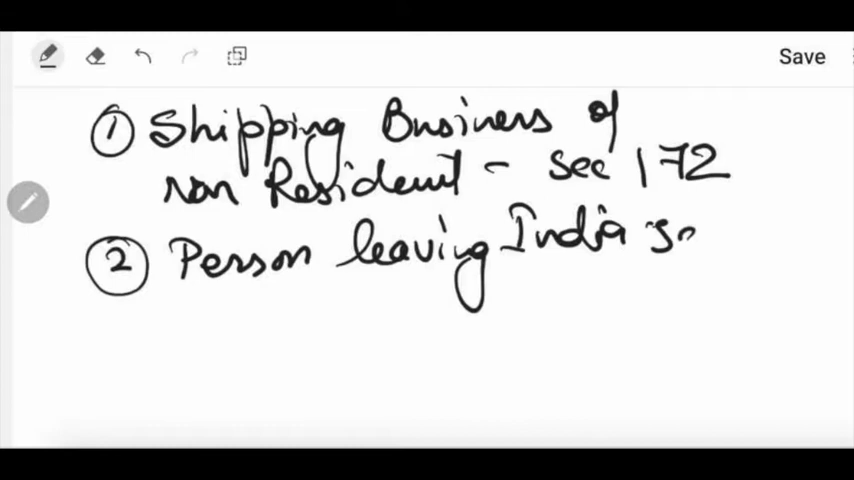 Save
① Shipping Business of
non Resident - sec 172
② Person leaving India